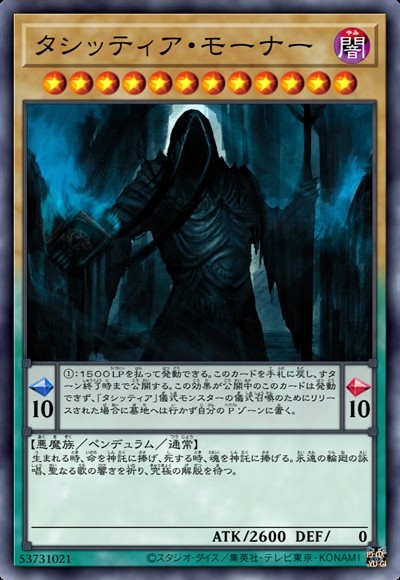 タシッティア・モーナー
闇
①：1500LPを払って発動できる。このカードを手札に戻し、ターン終了時まで公開する。この効果が公開中のこのカードは発動できず、「タシッティア」儀式モンスターの儀式召喚のためにリリースされた場合に墓地へは行かず自分のPゾーンに置く。
10
10
【悪魔族／ペンデュラム／通常】
生まれる時、命を神託に捧げ、死する時、魂を神託に捧げる。永遠の輪廻の詠
唱、聖なる歌の響きを祈り、究極の解脱を待つ。
ATK/2600 DEF/ 0
53731021
©スタジオ・ダイス／集英社・テレビ東京・KONAMI